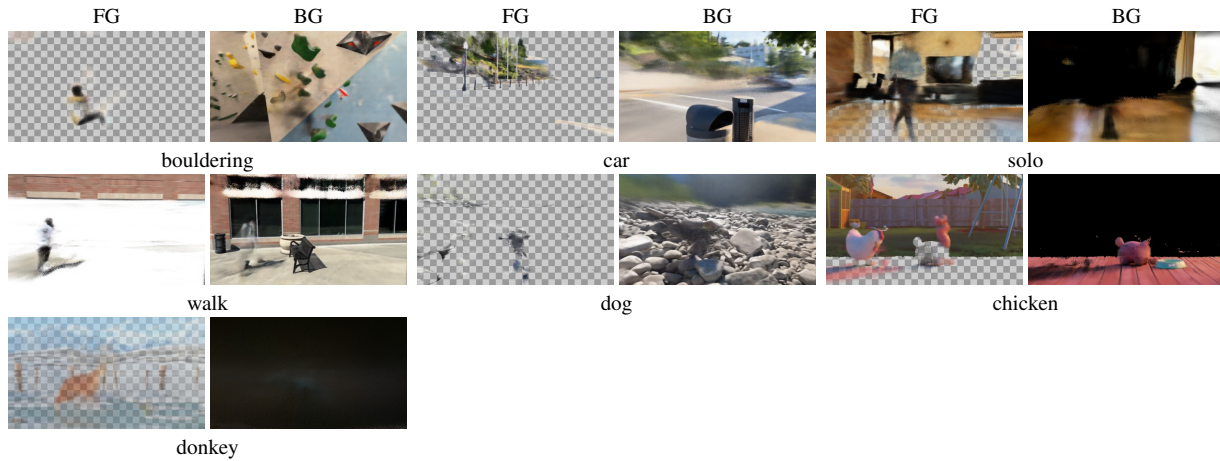 FG BG FG BG FG BG
bouldering car solo
walk dog chicken
donkey